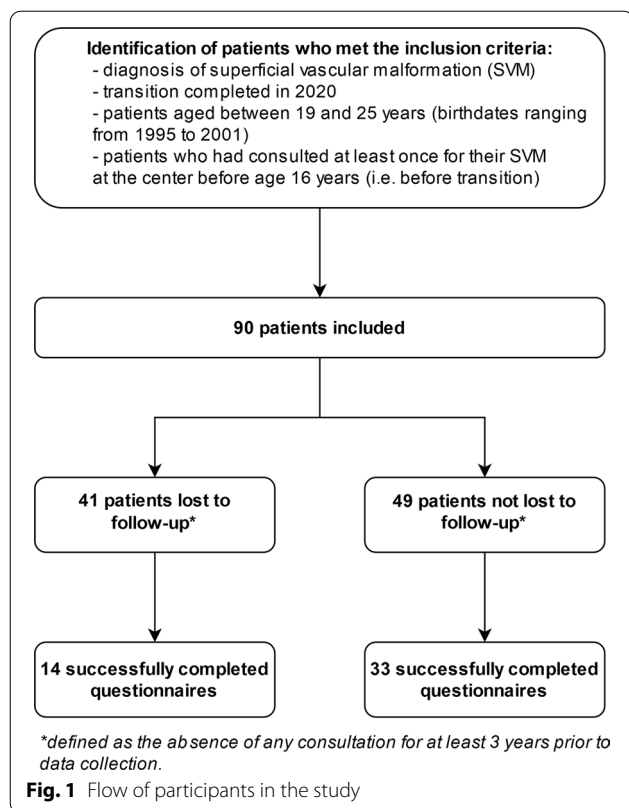 Identification of patients who met the inclusion criteria:
- diagnosis of superficial vascular malformation (SVM)
- transition completed in 2020
- patients aged between 19 and 25 years (birthdates ranging
from 1995 to 2001)
- patients who had consulted at least once for their SVM
at the center before age 16 years (i.e. before transition)
90 patients included
41 patients lost to
follow-up*
49 patients not lost to
follow-up*
14 successfully completed
questionnaires
33 successfully completed
questionnaires
*defined as the absence of any consultation for at least 3 years prior to
data collection.
Fig. 1 Flow of participants in the study